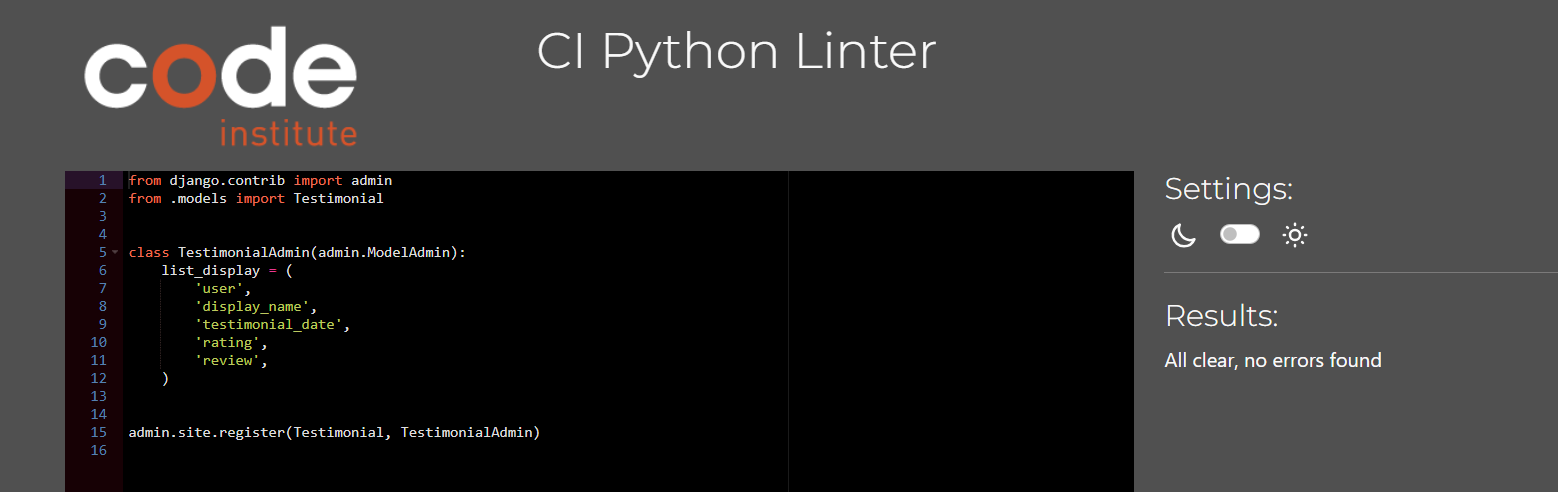 code
institute
CI Python Linter
1 from django.contrib import admin
2 from .models import Testimonial
3
4
5 class TestimonialAdmin(admin.ModelAdmin):
6     list_display = (
7         'user',
8         'display_name',
9         'testimonial_date',
10         'rating',
11         'review',
12     )
13
14
15 admin.site.register(Testimonial, TestimonialAdmin)
16
Settings:
Results:
All clear, no errors found